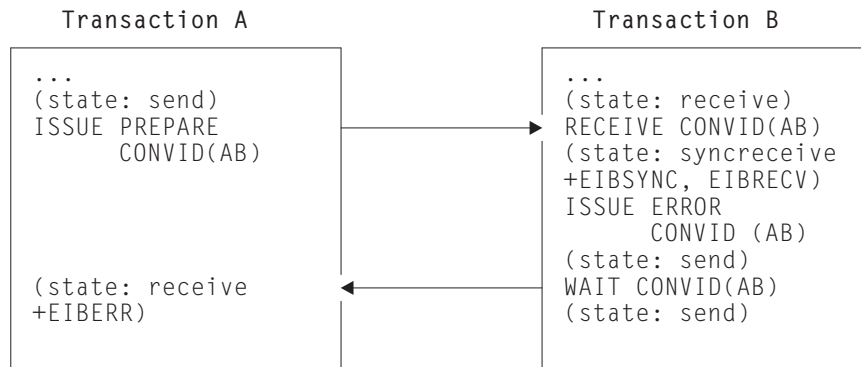 Transaction A
...
(state: send)
ISSUE PREPARE
CONVID(AB)
(state: receive
+EIBERR)
Transaction B
...
(state: receive)
RECEIVE CONVID(AB)
(state: syncreceive
+EIBSYNC, EIBRECV)
ISSUE ERROR
CONVID (AB)
(state: send)
WAIT CONVID(AB)
(state: send)